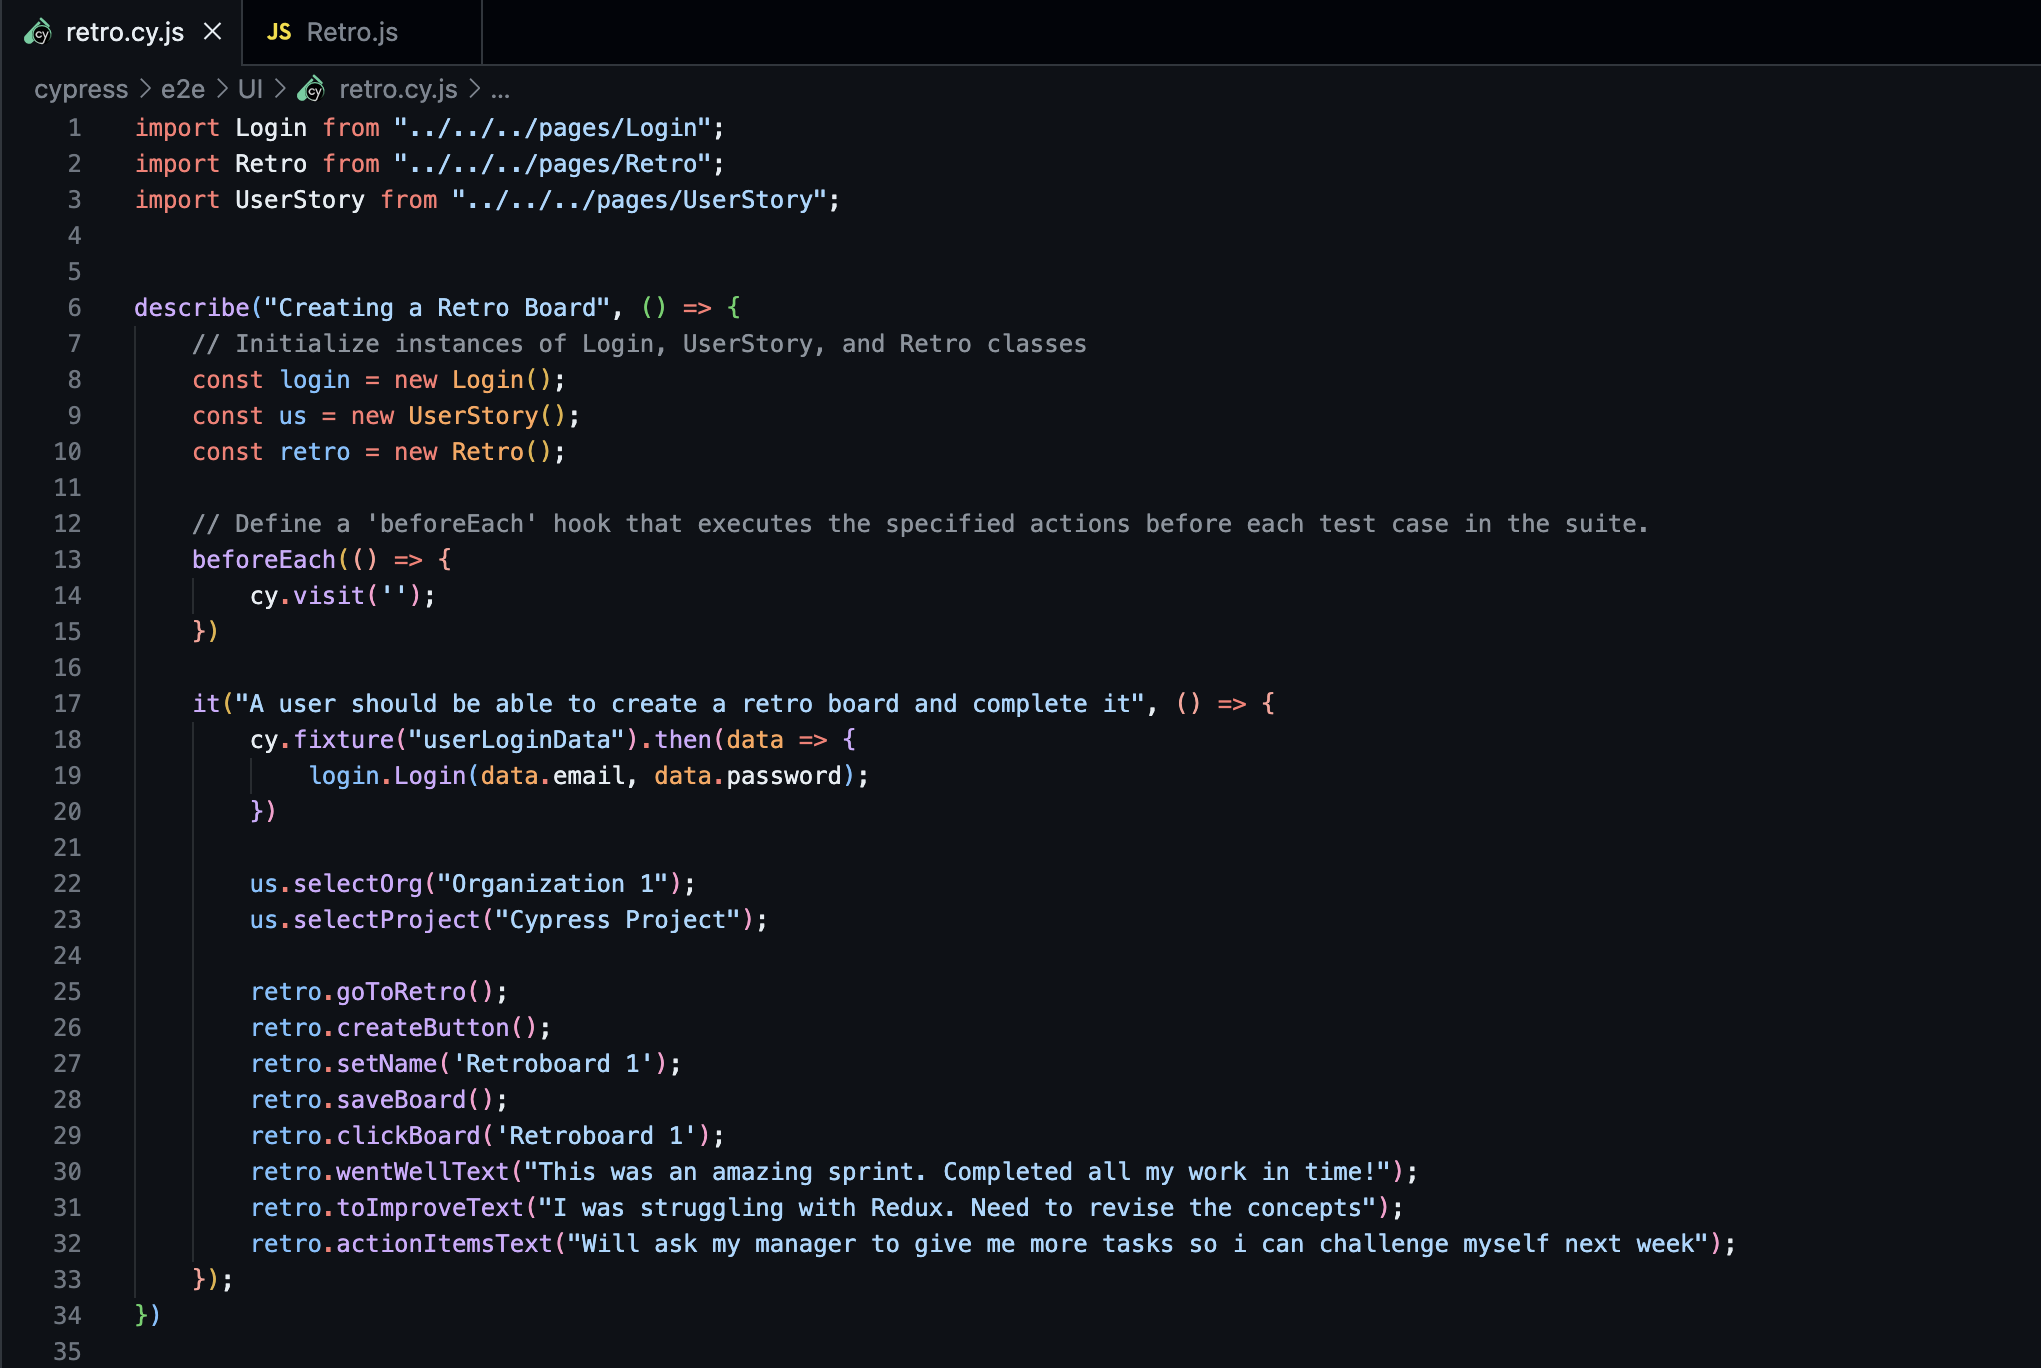 retro.cy.js
JS Retro.js
cypress > e2e > UI > retro.cy.js > ...
1 import Login from "../../../pages/Login";
2 import Retro from "../../../pages/Retro";
3 import UserStory from "../../../pages/UserStory";
4
5
6 describe("Creating a Retro Board", () => {
7 // Initialize instances of Login, UserStory, and Retro classes
8 const login = new Login();
9 const us = new UserStory();
10 const retro = new Retro();
11
12 // Define a 'beforeEach' hook that executes the specified actions before each test case in the suite.
13 beforeEach(() => {
14 cy.visit('');
15 })
16
17 it("A user should be able to create a retro board and complete it", () => {
18 cy.fixture("userLoginData").then(data => {
19 login.Login(data.email, data.password);
20 })
21
22 us.selectOrg("Organization 1");
23 us.selectProject("Cypress Project");
24
25 retro.goToRetro();
26 retro.createButton();
27 retro.setName('Retroboard 1');
28 retro.saveBoard();
29 retro.clickBoard('Retroboard 1');
30 retro.wentWellText("This was an amazing sprint. Completed all my work in time!");
31 retro.toImproveText("I was struggling with Redux. Need to revise the concepts");
32 retro.actionItemsText("Will ask my manager to give me more tasks so i can challenge myself next week");
33 });
34 })
35